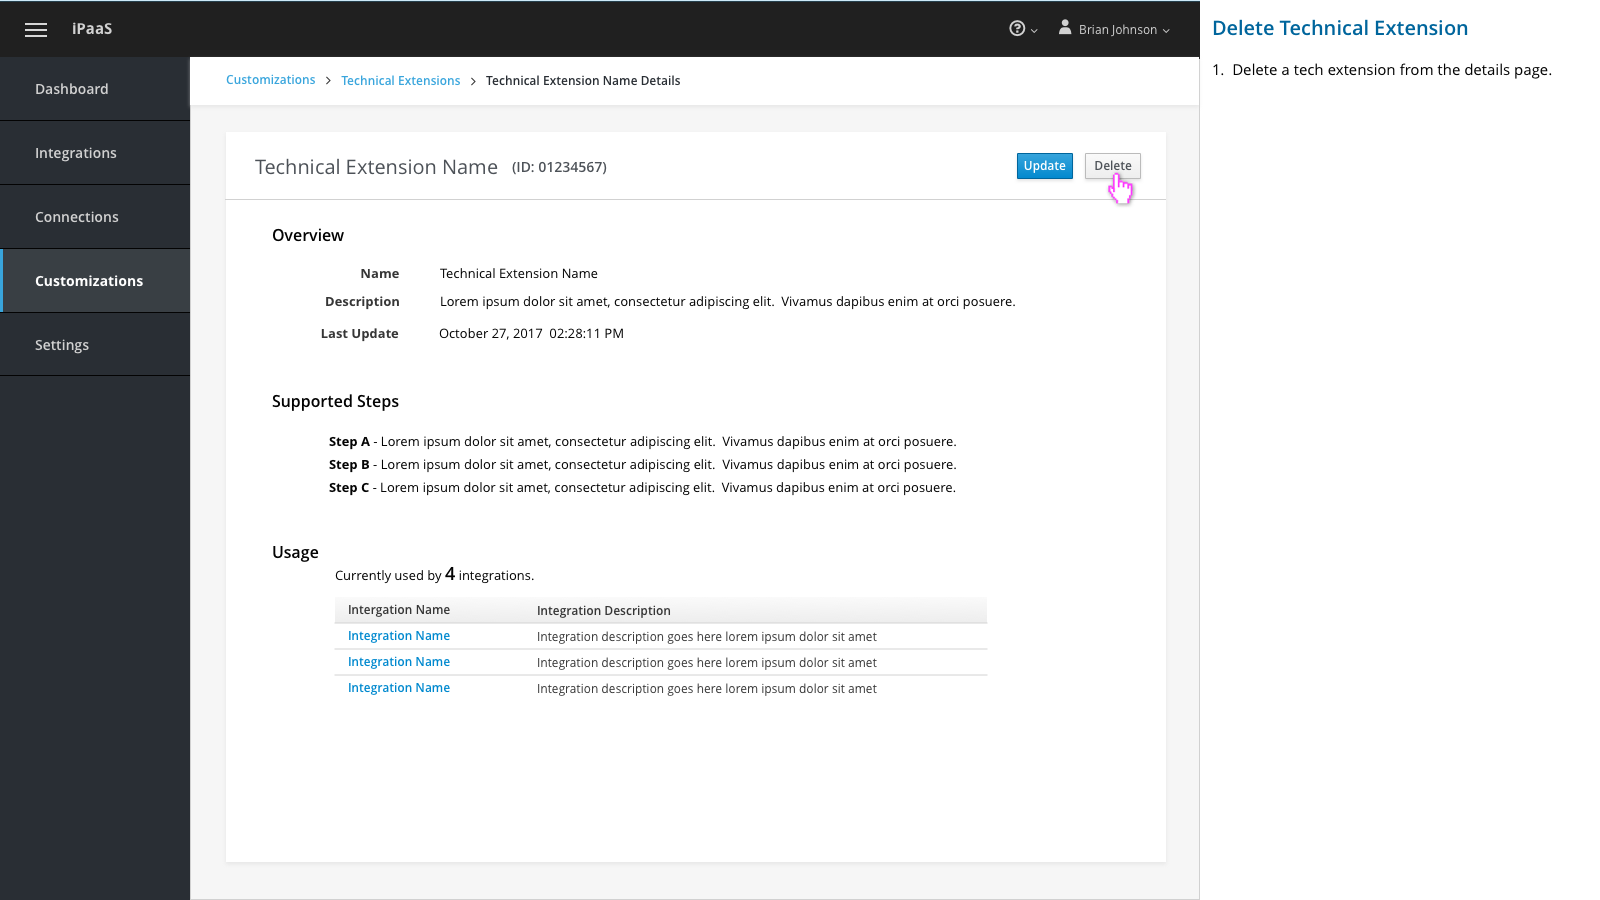 iPaaS
Brian Johnson
Delete Technical Extension
1. Delete a tech extension from the details page.
Dashboard
Integrations
Connections
Customizations
Settings
Customizations > Technical Extensions > Technical Extension Name Details
Technical Extension Name (ID: 01234567)
Update Delete
Overview
Name Technical Extension Name
Description Lorem ipsum dolor sit amet, consectetur adipiscing elit. Vivamus dapibus enim at orci posuere.
Last Update October 27, 2017 02:28:11 PM
Supported Steps
Step A - Lorem ipsum dolor sit amet, consectetur adipiscing elit. Vivamus dapibus enim at orci posuere.
Step B - Lorem ipsum dolor sit amet, consectetur adipiscing elit. Vivamus dapibus enim at orci posuere.
Step C - Lorem ipsum dolor sit amet, consectetur adipiscing elit. Vivamus dapibus enim at orci posuere.
Usage
Currently used by 4 integrations.
Intergation Name Integration Description
Integration Name Integration description goes here lorem ipsum dolor sit amet
Integration Name Integration description goes here lorem ipsum dolor sit amet
Integration Name Integration description goes here lorem ipsum dolor sit amet